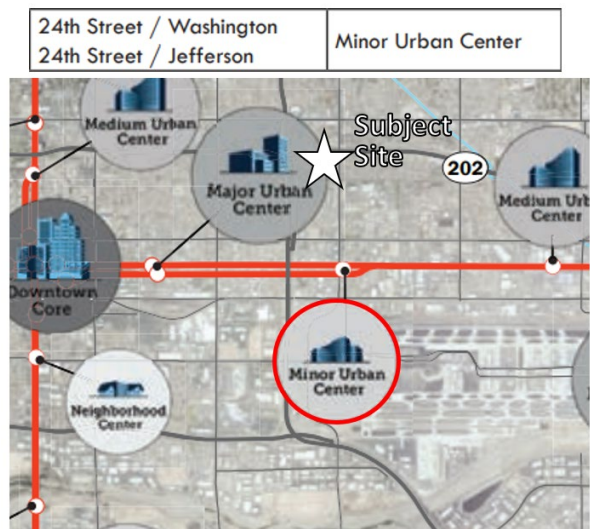 24th Street / Washington
24th Street / Jefferson
Minor Urban Center
Medium Urban
Center
Subject
Site
202
Major Urban
Center
Medium Urb
Center
Downtown
Core
Minor Urban
Center
Neighborhood
Center